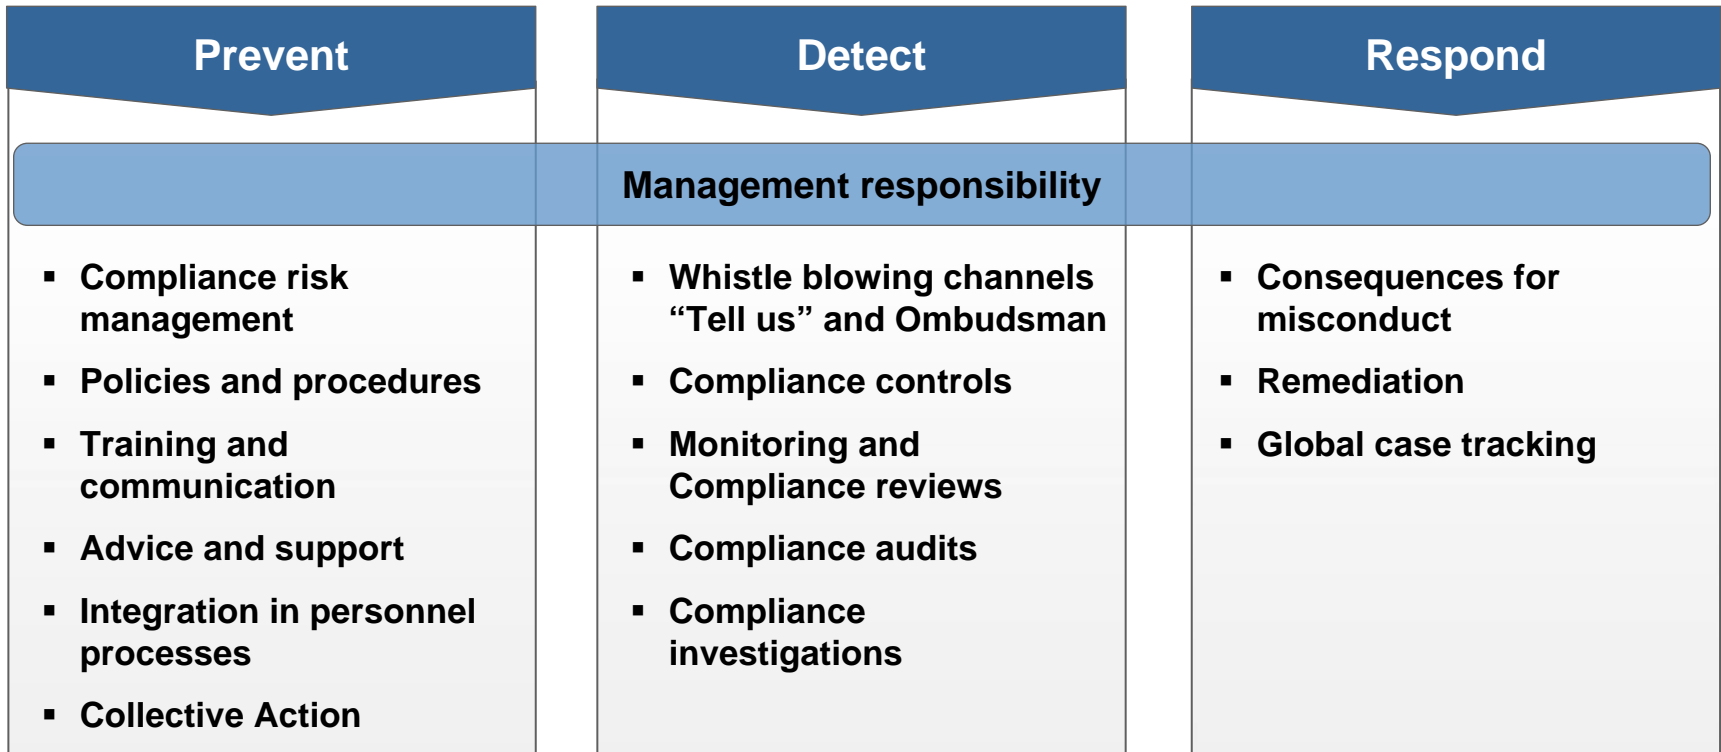 Prevent
Detect
Respond
Management responsibility
▪ Compliance risk
management
▪ Policies and procedures
▪ Training and
communication
▪ Advice and support
▪ Integration in personnel
processes
▪ Collective Action
▪ Whistle blowing channels
“Tell us” and Ombudsman
▪ Compliance controls
▪ Monitoring and
Compliance reviews
▪ Compliance audits
▪ Compliance
investigations
▪ Consequences for
misconduct
▪ Remediation
▪ Global case tracking